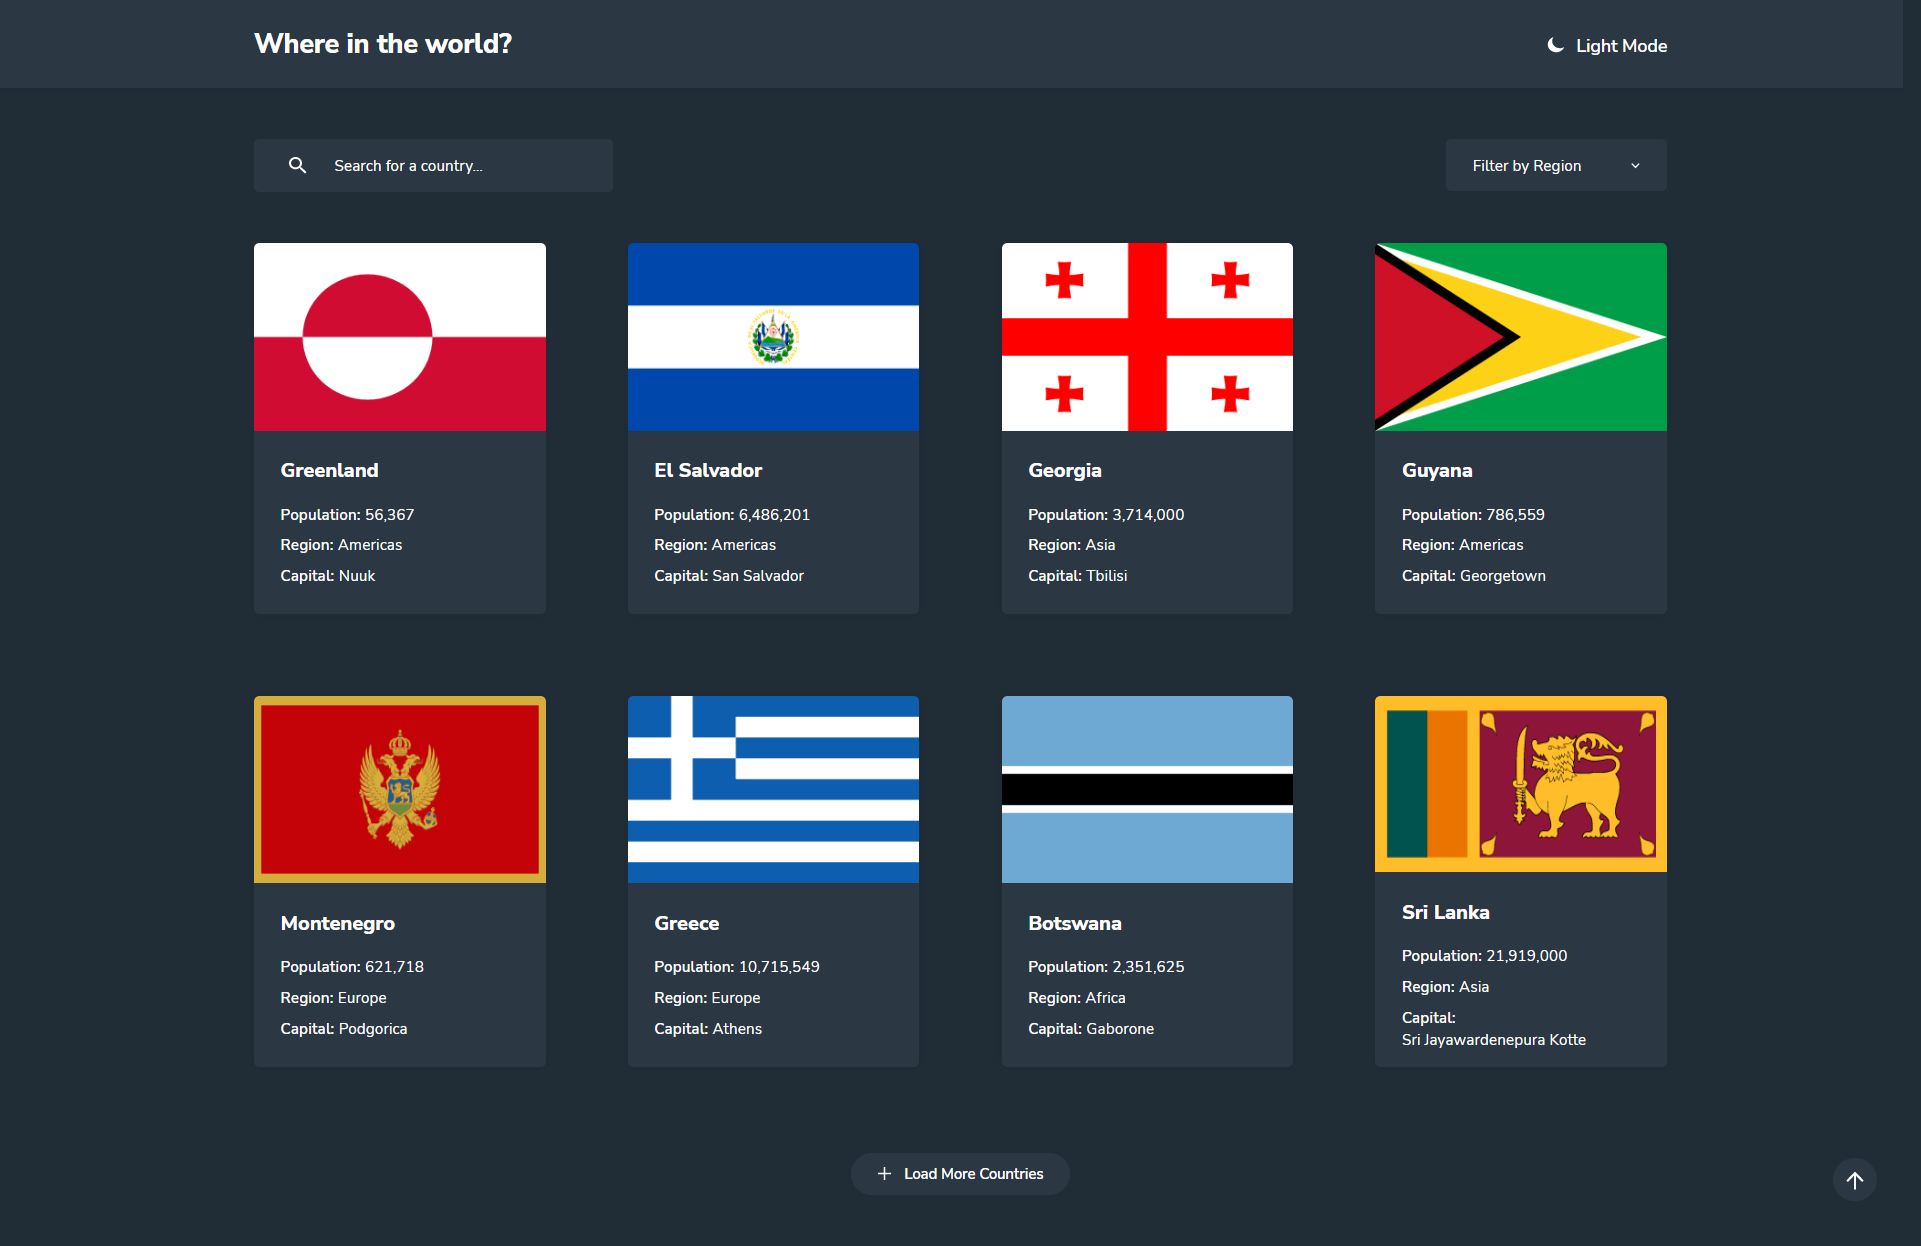 Where in the world?
Light Mode
Search for a country...
Filter by Region
Greenland
Population: 56,367
Region: Americas
Capital: Nuuk
El Salvador
Population: 6,486,201
Region: Americas
Capital: San Salvador
Georgia
Population: 3,714,000
Region: Asia
Capital: Tbilisi
Guyana
Population: 786,559
Region: Americas
Capital: Georgetown
Montenegro
Population: 621,718
Region: Europe
Capital: Podgorica
Greece
Population: 10,715,549
Region: Europe
Capital: Athens
Botswana
Population: 2,351,625
Region: Africa
Capital: Gaborone
Sri Lanka
Population: 21,919,000
Region: Asia
Capital:
Sri Jayawardenepura Kotte
Load More Countries